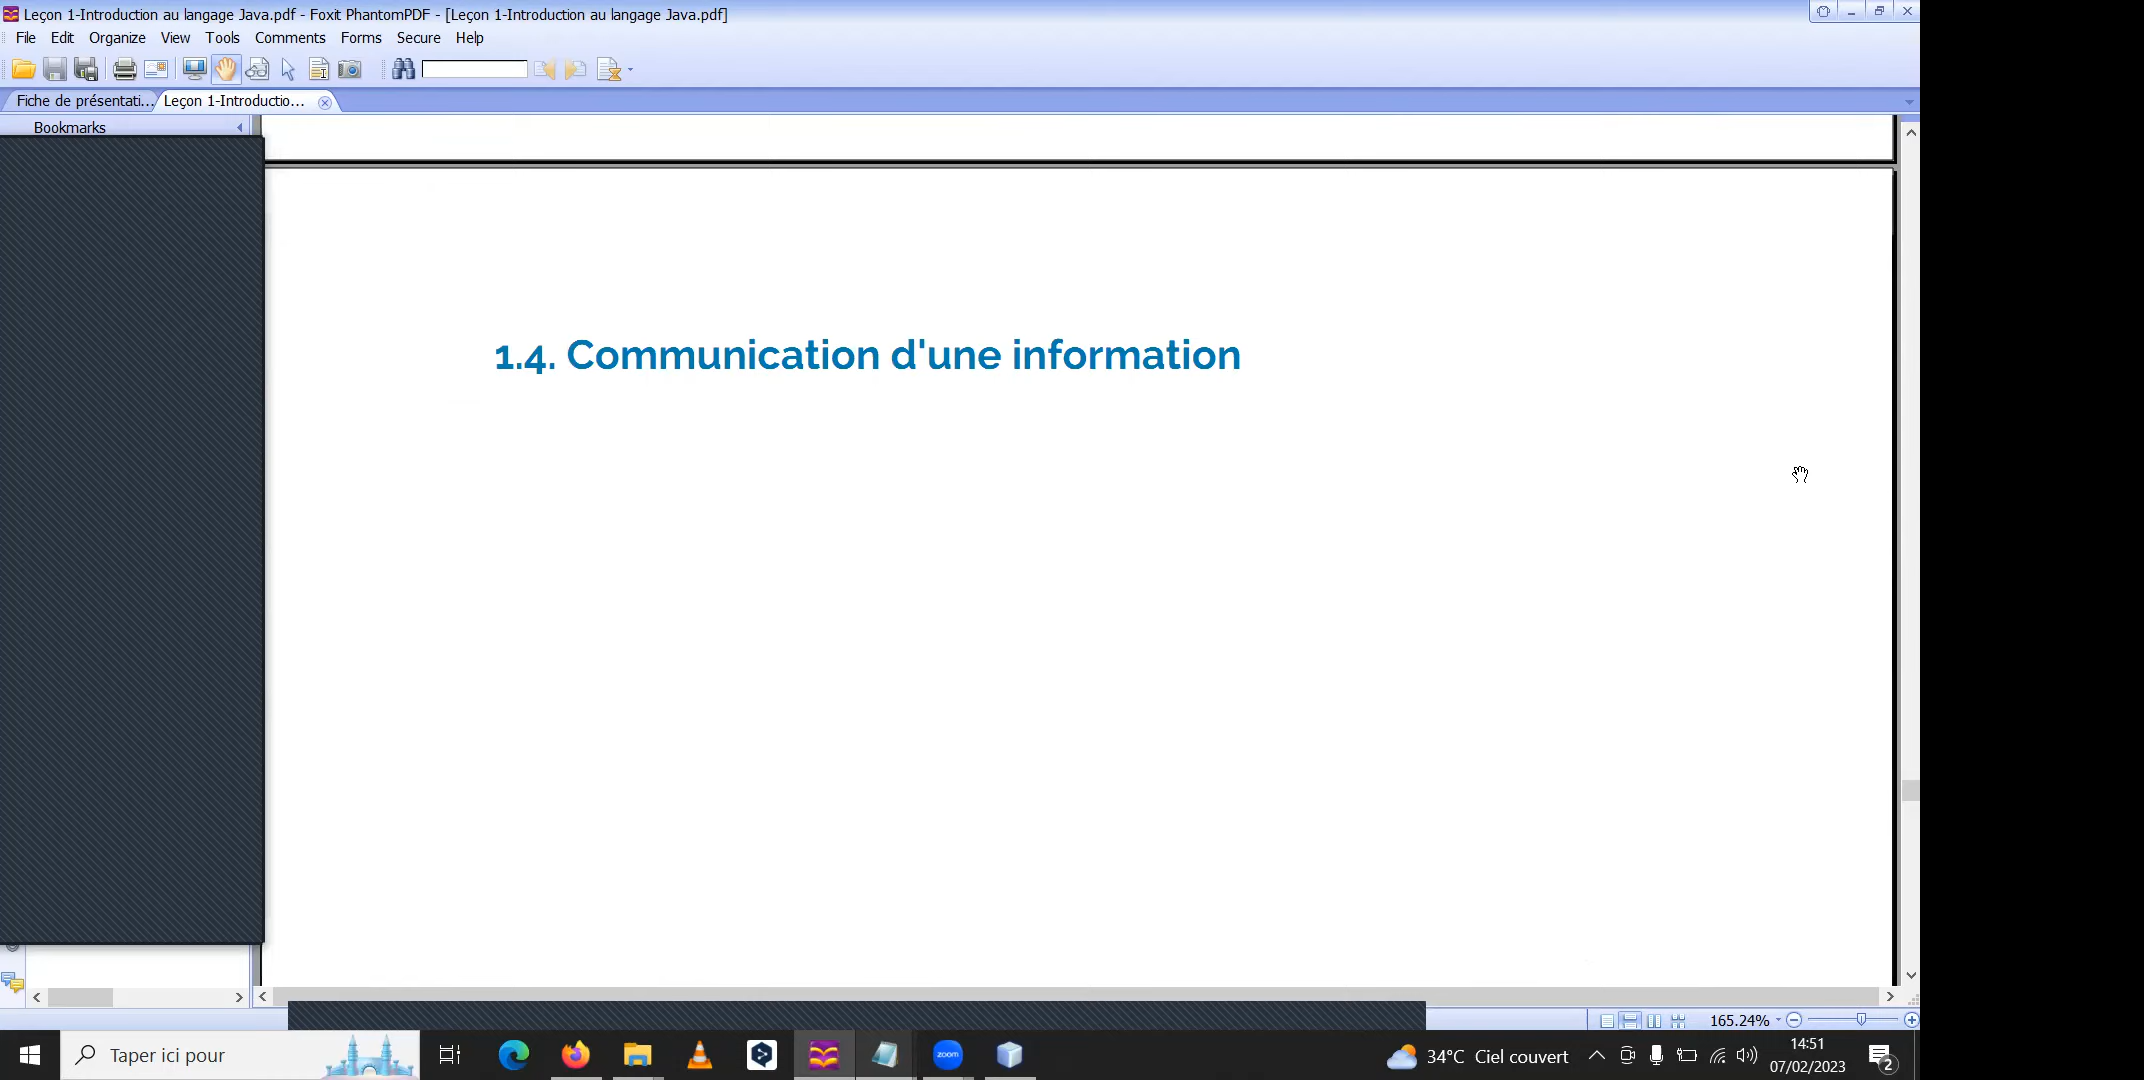 Leçon 1-Introduction au langage Java.pdf - Foxit PhantomPDF - [Leçon 1-Introduction au langage Java.pdf]
File Edit Organize View Tools Comments Forms Secure Help
Fiche de présentati... Leçon 1-Introductio...
Bookmarks
1.4. Communication d'une information
165.24%
Taper ici pour
zoom
34°C Ciel couvert
14:51
07/02/2023
2